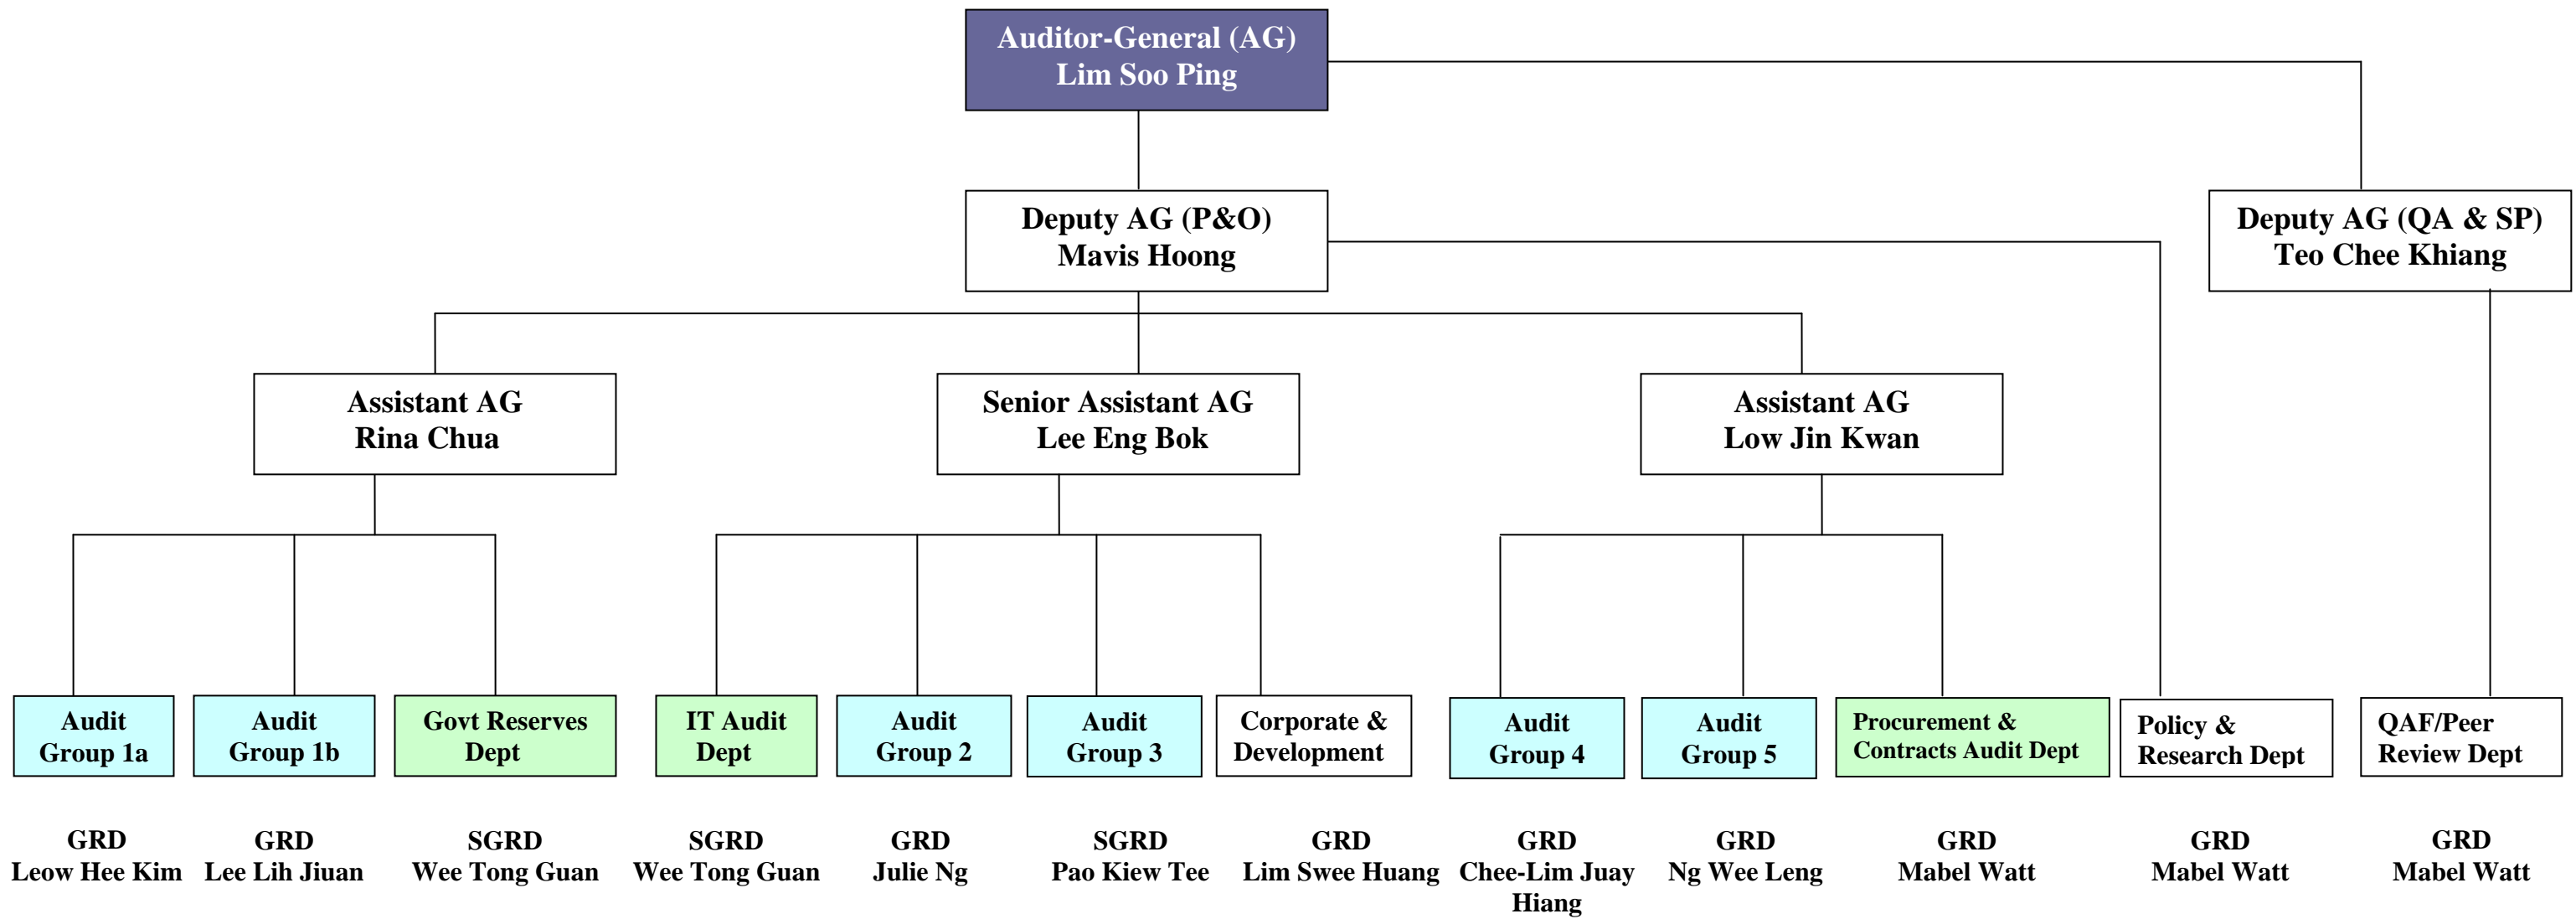 Auditor-General (AG)
Lim Soo Ping
Deputy AG (P&O)
Mavis Hoong
Deputy AG (QA & SP)
Teo Chee Khiang
Assistant AG
Rina Chua
Senior Assistant AG
Lee Eng Bok
Assistant AG
Low Jin Kwan
Audit
Group 1a
Audit
Group 1b
Govt Reserves
Dept
IT Audit
Dept
Audit
Group 2
Audit
Group 3
Corporate &
Development
Audit
Group 4
Audit
Group 5
Procurement &
Contracts Audit Dept
Policy &
Research Dept
QAF/Peer
Review Dept
GRD
Leow Hee Kim
GRD
Lee Lih Jiuan
SGRD
Wee Tong Guan
SGRD
Wee Tong Guan
GRD
Julie Ng
SGRD
Pao Kiew Tee
GRD
Lim Swee Huang
GRD
Chee-Lim Juay
Hiang
GRD
Ng Wee Leng
GRD
Mabel Watt
GRD
Mabel Watt
GRD
Mabel Watt